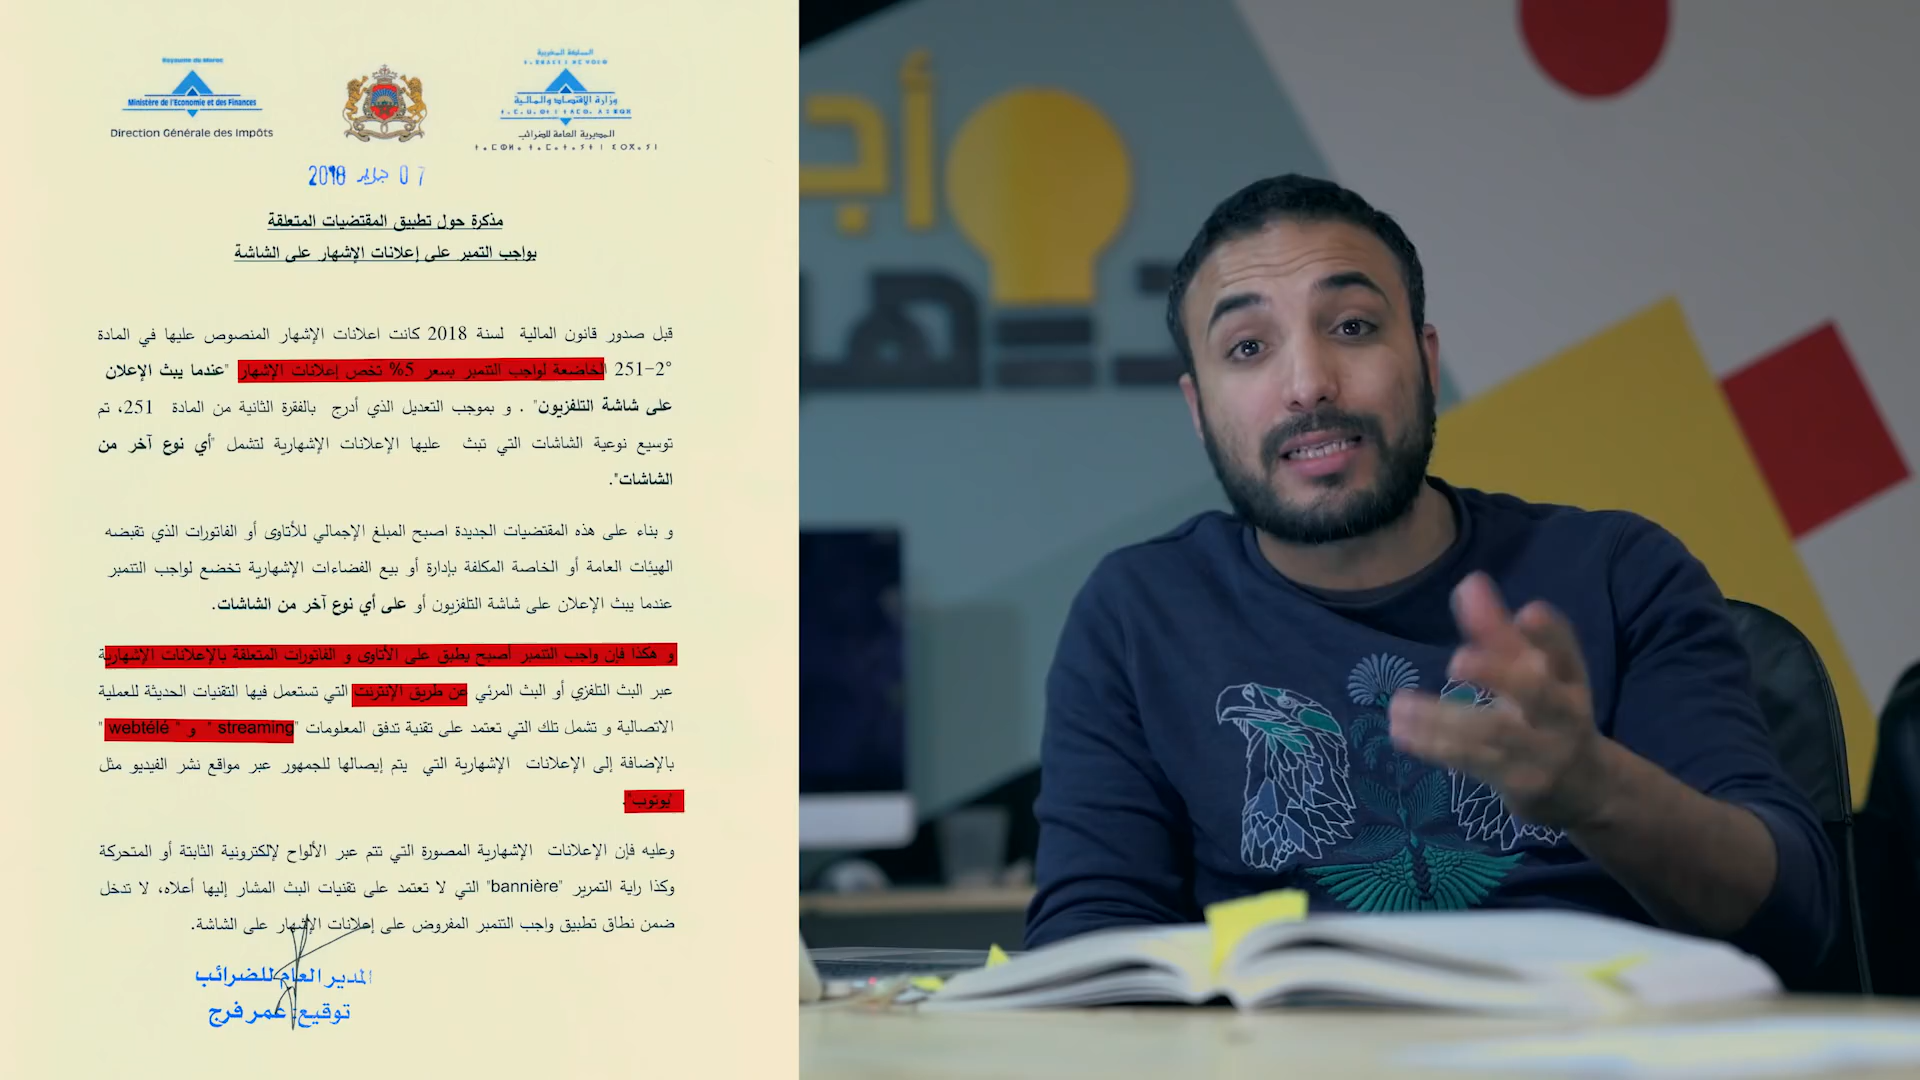 Royaume du Maroc
Ministère de l'Economie et des Finances
Direction Générale des Impôts
المملكة المغربية
وزارة الاقتصاد والمالية
المديرية العامة للضرائب
07 فبراير 2018
مذكرة حول تطبيق المقتضيات المتعلقة
بواجب التمبر على إعلانات الإشهار على الشاشة
قبل صدور قانون المالية لسنة 2018 كانت اعلانات الإشهار المنصوص عليها في المادة
251-2° الخاضعة لواجب التنمبر بسعر 5% تخص إعلانات الإشهار "عندما يبث الإعلان
على شاشة التلفزيون" . و بموجب التعديل الذي أدرج بالفقرة الثانية من المادة 251، تم
توسيع نوعية الشاشات التي تبث عليها الإعلانات الإشهارية لتشمل "أي نوع آخر من
الشاشات".
و بناء على هذه المقتضيات الجديدة اصبح المبلغ الإجمالي للأتاوى أو الفاتورات الذي تقبضه
الهيئات العامة أو الخاصة المكلفة بإدارة أو بيع الفضاءات الإشهارية تخضع لواجب التتمبر
عندما يبث الإعلان على شاشة التلفزيون أو على أي نوع آخر من الشاشات.
و هكذا فإن واجب التتمبر أصبح يطبق على الأتاوى و الفاتورات المتعلقة بالإعلانات الإشهارية
عبر البث التلفزي أو البث المرئي عن طريق الإنترنت التي تستعمل فيها التقنيات الحديثة للعملية
الاتصالية و تشمل تلك التي تعتمد على تقنية تدفق المعلومات "streaming " و " webtélé"
بالإضافة إلى الإعلانات الإشهارية التي يتم إيصالها للجمهور عبر مواقع نشر الفيديو مثل
"يوتوب".
وعليه فإن الإعلانات الإشهارية المصورة التي تتم عبر الألواح لإلكترونية الثابتة أو المتحركة
وكذا راية التمرير "bannière" التي لا تعتمد على تقنيات البث المشار إليها أعلاه، لا تدخل
ضمن نطاق تطبيق واجب التتمبر المفروض على إعلانات الإشهار على الشاشة.
المدير العام للضرائب
توقيع: عمر فرج